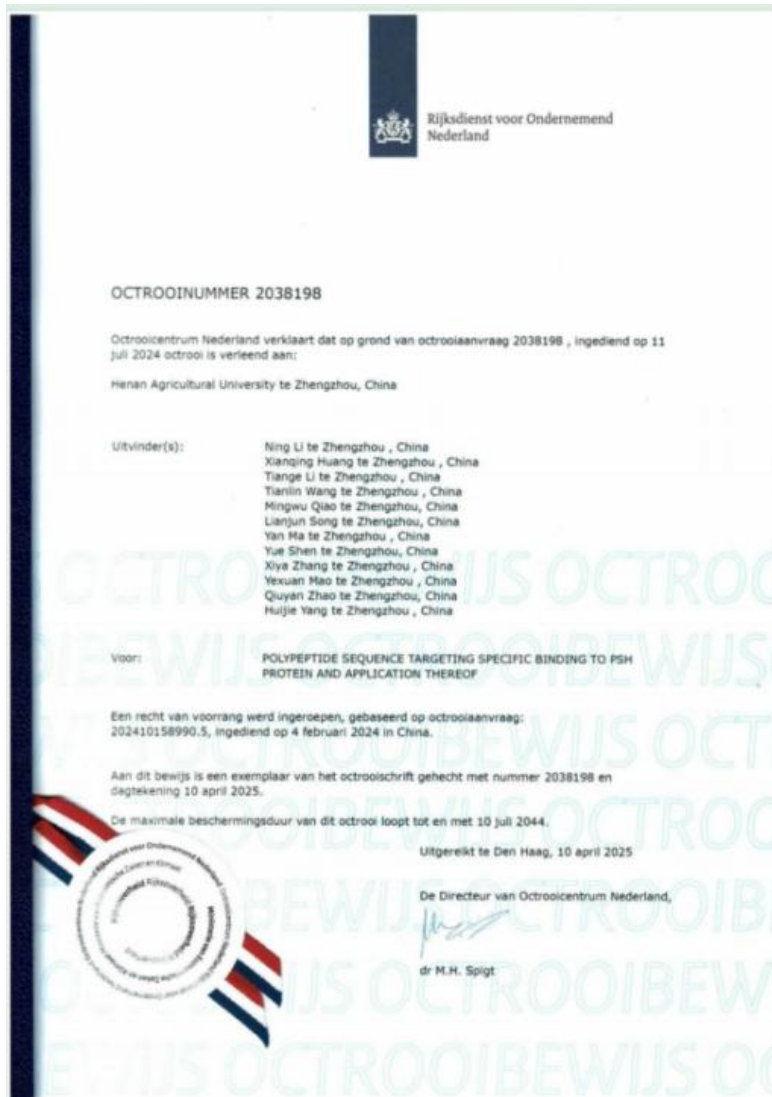 Rijksdienst voor Ondernemend
Nederland
OCTROOINUMMER 2038198
Octrooicentrum Nederland verklaart dat op grond van octrooiaanvraag 2038198 , ingediend op 11
juli 2024 octrooi is verleend aan:
Henan Agricultural University te Zhengzhou, China
Uitvinder(s):
Ning Li te Zhengzhou , China
Xianqing Huang te Zhengzhou , China
Tiange Li te Zhengzhou , China
Tianlin Wang te Zhengzhou , China
Mingwu Qiao te Zhengzhou, China
Lianjun Song te Zhengzhou, China
Yan Ma te Zhengzhou , China
Yue Shen te Zhengzhou, China
Xiya Zhang te Zhengzhou , China
Yexuan Mao te Zhengzhou , China
Qiuyan Zhao te Zhengzhou, China
Huijie Yang te Zhengzhou , China
Voor:
POLYPEPTIDE SEQUENCE TARGETING SPECIFIC BINDING TO PSH
PROTEIN AND APPLICATION THEREOF
Een recht van voorrang werd ingeroepen, gebaseerd op octrooiaanvraag:
202410158990.5, ingediend op 4 februari 2024 in China.
Aan dit bewijs is een exemplaar van het octrooischrift gehecht met nummer 2038198 en
dagtekening 10 april 2025.
De maximale beschermingsduur van dit octrooi loopt tot en met 10 juli 2044.
Uitgereikt te Den Haag, 10 april 2025
De Directeur van Octrooicentrum Nederland,
dr M.H. Spigt